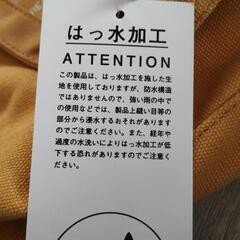 はっ水加工
ATTENTION
この製品は、はっ水加工を施した生
地を使用しておりますが、防水構造
ではありませんので、強い雨の中で
の使用などでは、製品上縫い目等の
部分から浸水するおそれがあります
のでご注意ください。また、経年や
過度の水洗いによりはっ水加工が低
下する恐れがありますのでご注意く
ださい。